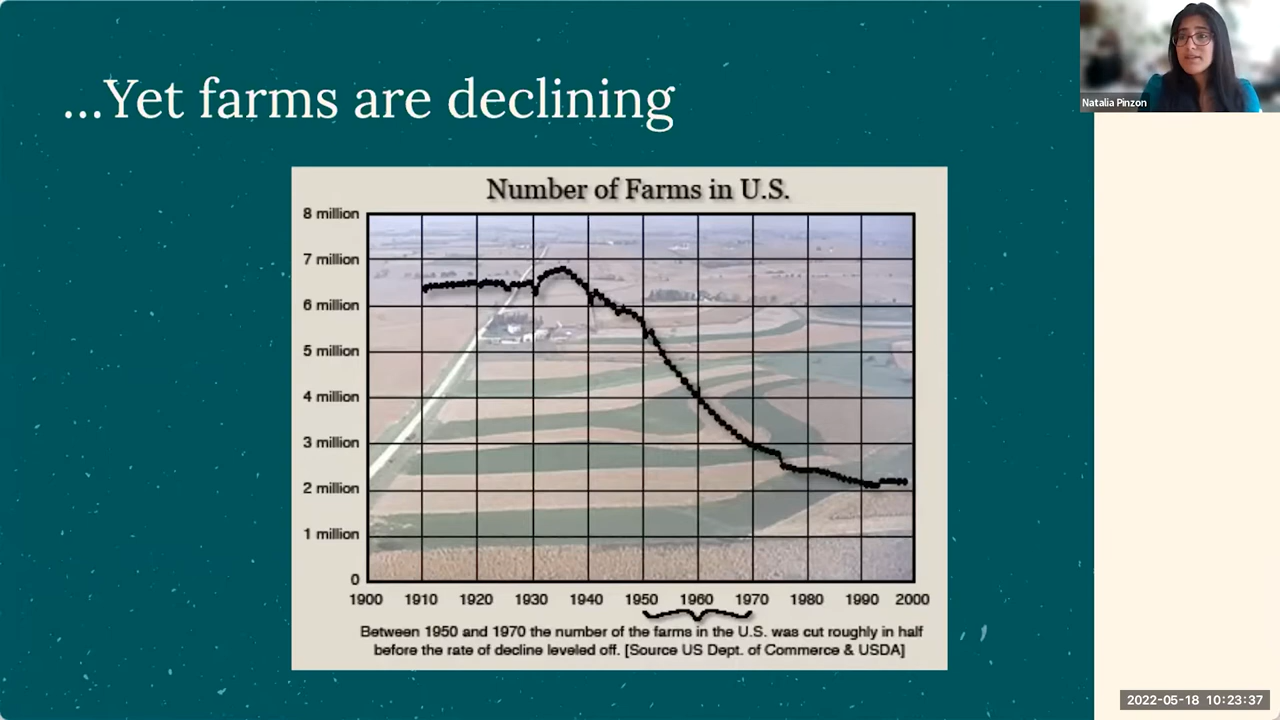 ...Yet farms are declining
Natalia Pinzon
Number of Farms in U.S.
8 million
7 million
6 million
5 million
4 million
3 million
2 million
1 million
0
1900 1910 1920 1930 1940 1950 1960 1970 1980 1990 2000
Between 1950 and 1970 the number of the farms in the U.S. was cut roughly in half
before the rate of decline leveled off. [Source US Dept. of Commerce & USDA]
2022-05-18 10:23:37